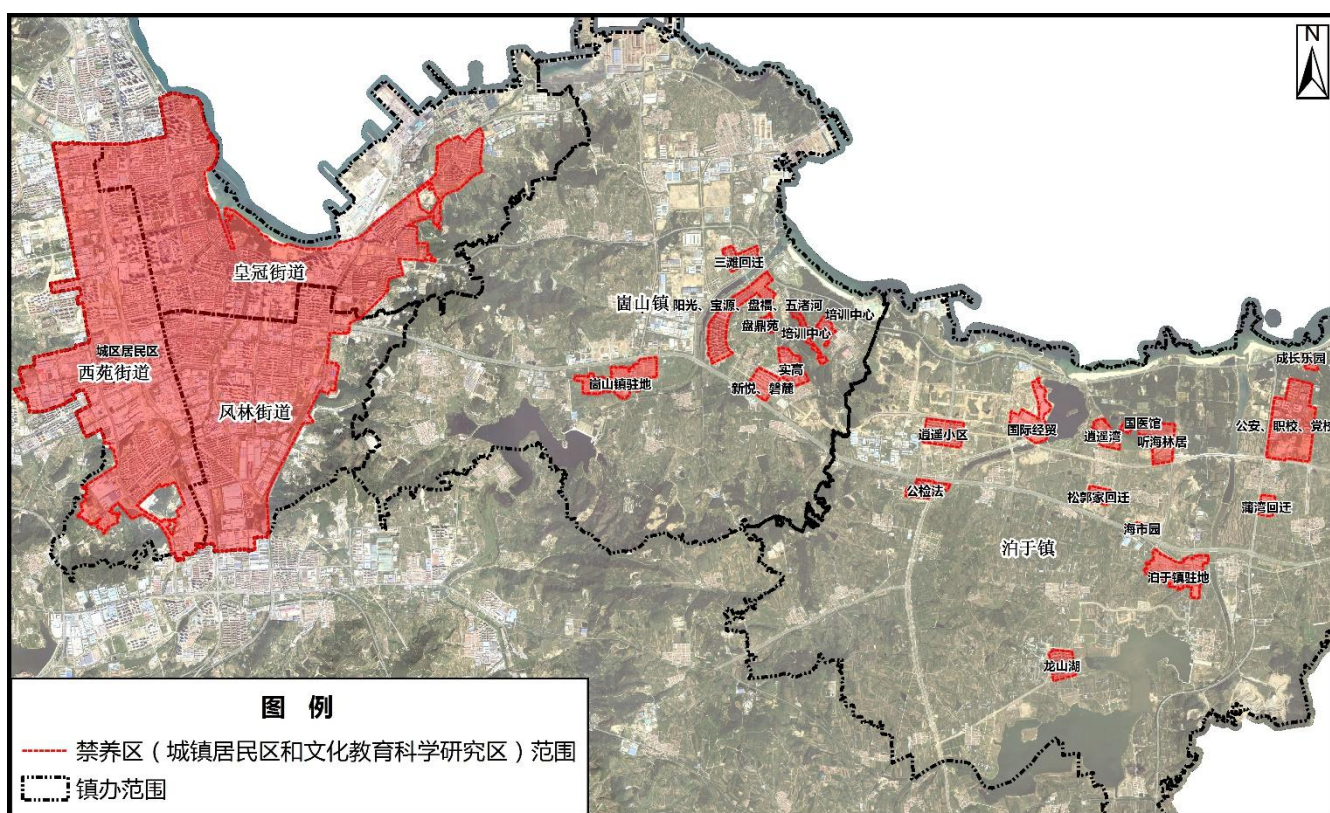 N
三滩回迁
皇冠街道
崮山镇
阳光、宝源、盘福、五渚河
培训中心
盘鼎苑
培训中心
城区居民区
西苑街道
实高
崮山镇驻地
新悦、磐麓
成长乐园
凤林街道
逍遥小区
国际经贸
逍遥湾
国医馆
听海林居
公安、职校、党校
公检法
松郭家回迁
蒲湾回迁
海市园
泊于镇
泊于镇驻地
龙山湖
图 例
禁养区（城镇居民区和文化教育科学研究区）范围
镇办范围